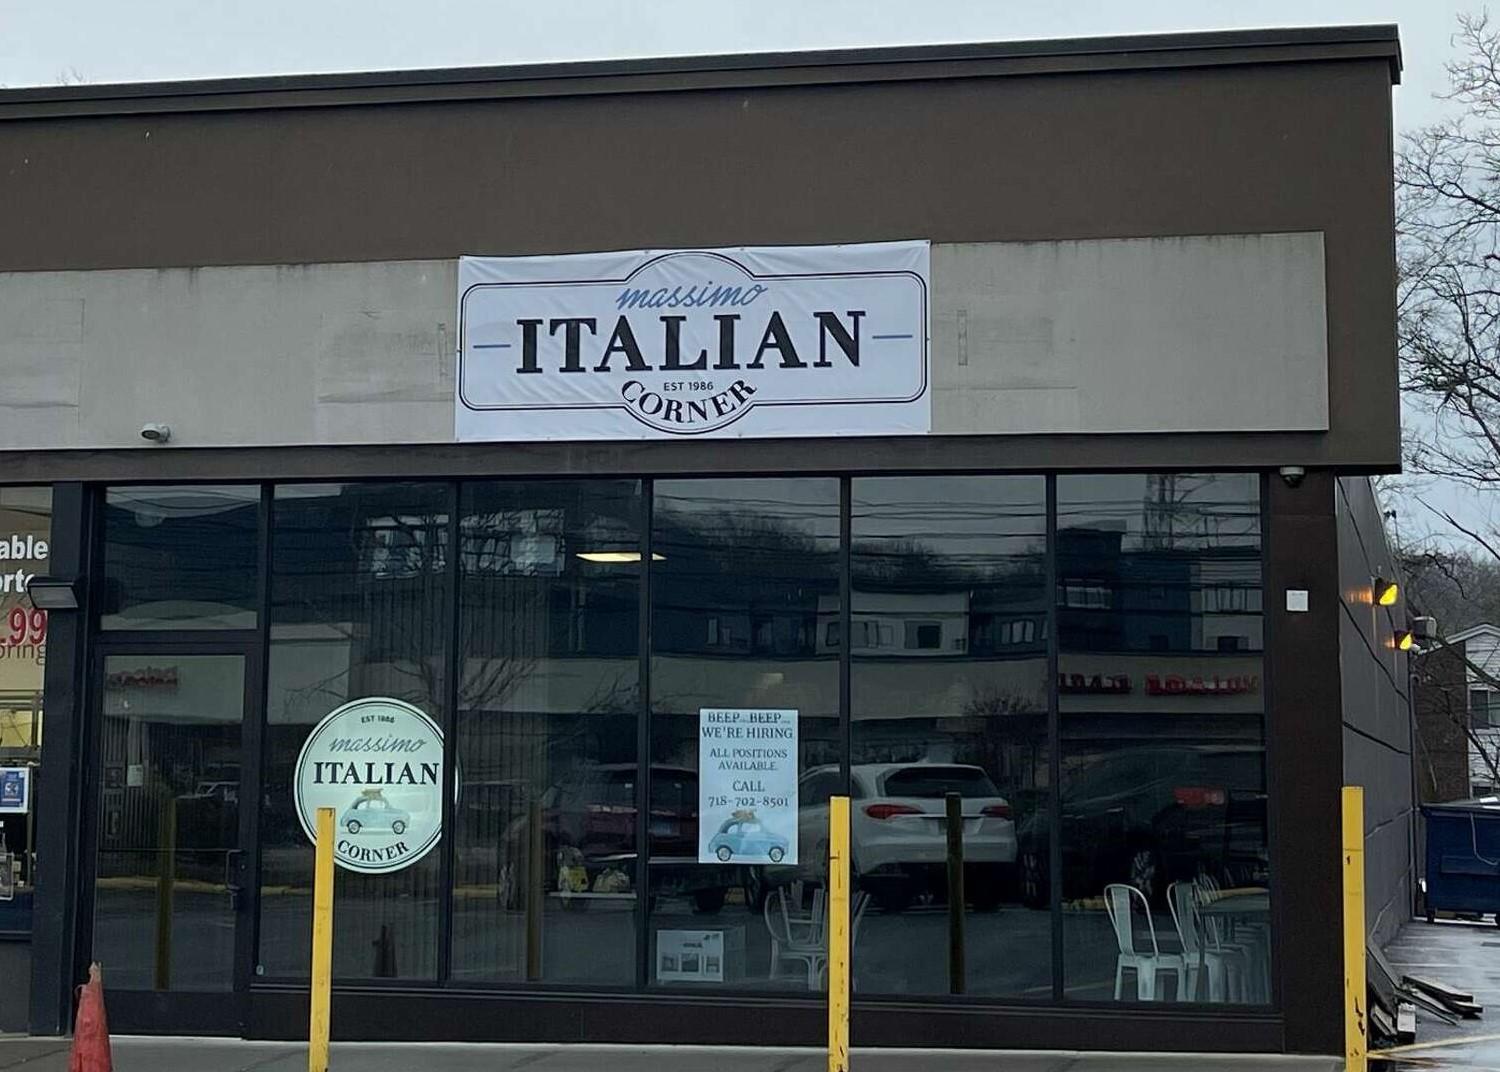 massimo
ITALIAN
EST 1986
CORNER
able
.99
EST 1986
massimo
ITALIAN
CORNER
BEEP... BEEP...
WE'RE HIRING
ALL POSITIONS
AVAILABLE.
CALL
718-702-8501